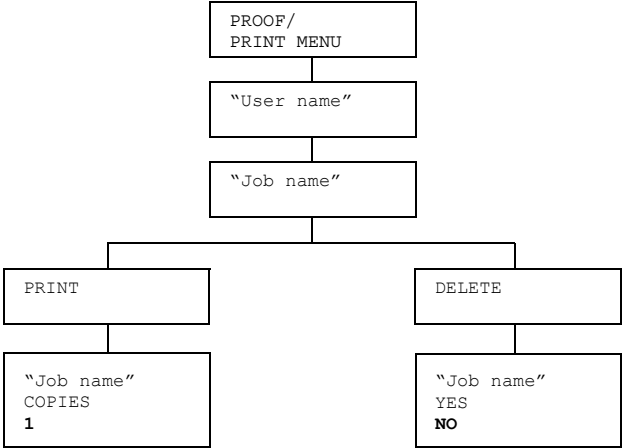 PROOF/
PRINT MENU
“User name”
“Job name”
PRINT
DELETE
“Job name”
COPIES
1
“Job name”
YES
NO